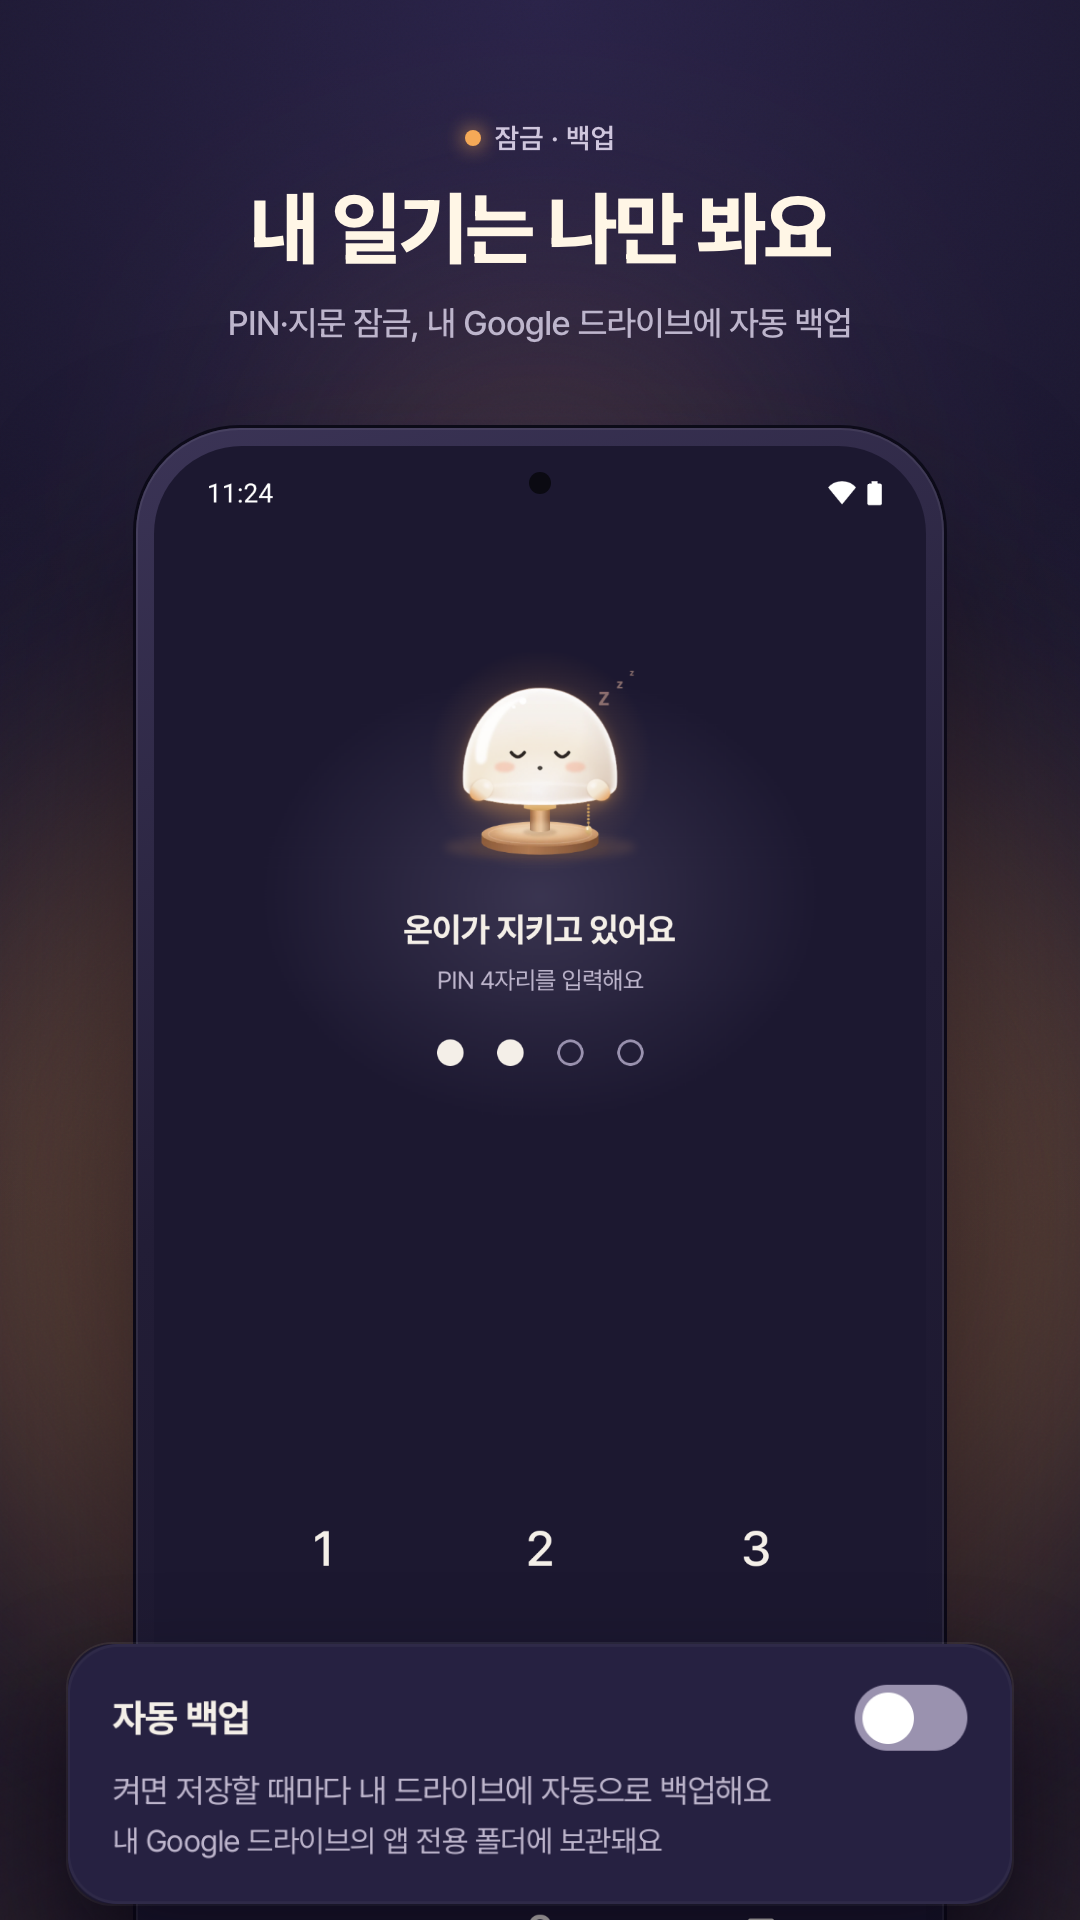 잠금 · 백업
내 일기는 나만 봐요
PIN·지문 잠금, 내 Google 드라이브에 자동 백업
11:24
z z z
온이가 지키고 있어요
PIN 4자리를 입력해요
1 2 3
자동 백업
켜면 저장할 때마다 내 드라이브에 자동으로 백업해요
내 Google 드라이브의 앱 전용 폴더에 보관돼요